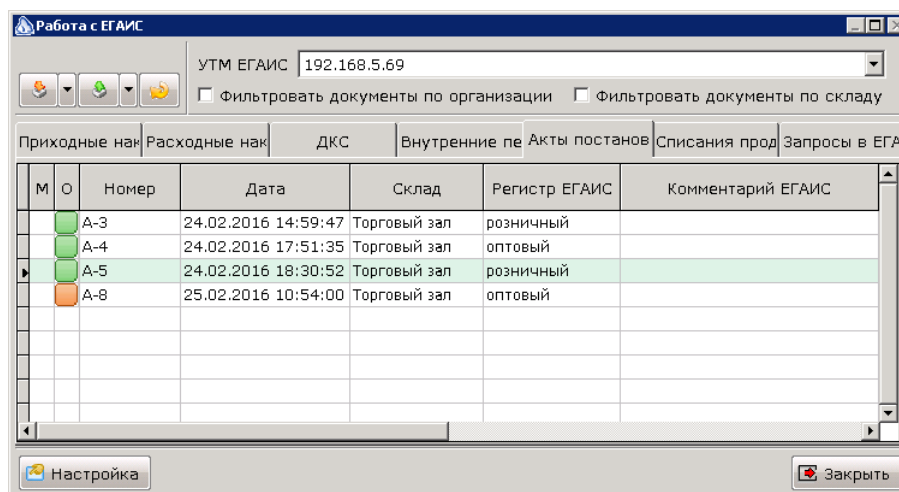 Работа с ЕГАИС
УТМ ЕГАИС 192.168.5.69
Фильтровать документы по организации Фильтровать документы по складу
Приходные нак Расходные нак ДКС Внутренние пе Акты постанов Списания прод Запросы в ЕГА
М О Номер Дата Склад Регистр ЕГАИС Комментарий ЕГАИС
А-3 24.02.2016 14:59:47 Торговый зал розничный
А-4 24.02.2016 17:51:35 Торговый зал оптовый
А-5 24.02.2016 18:30:52 Торговый зал розничный
А-8 25.02.2016 10:54:00 Торговый зал оптовый
Настройка Закрыть